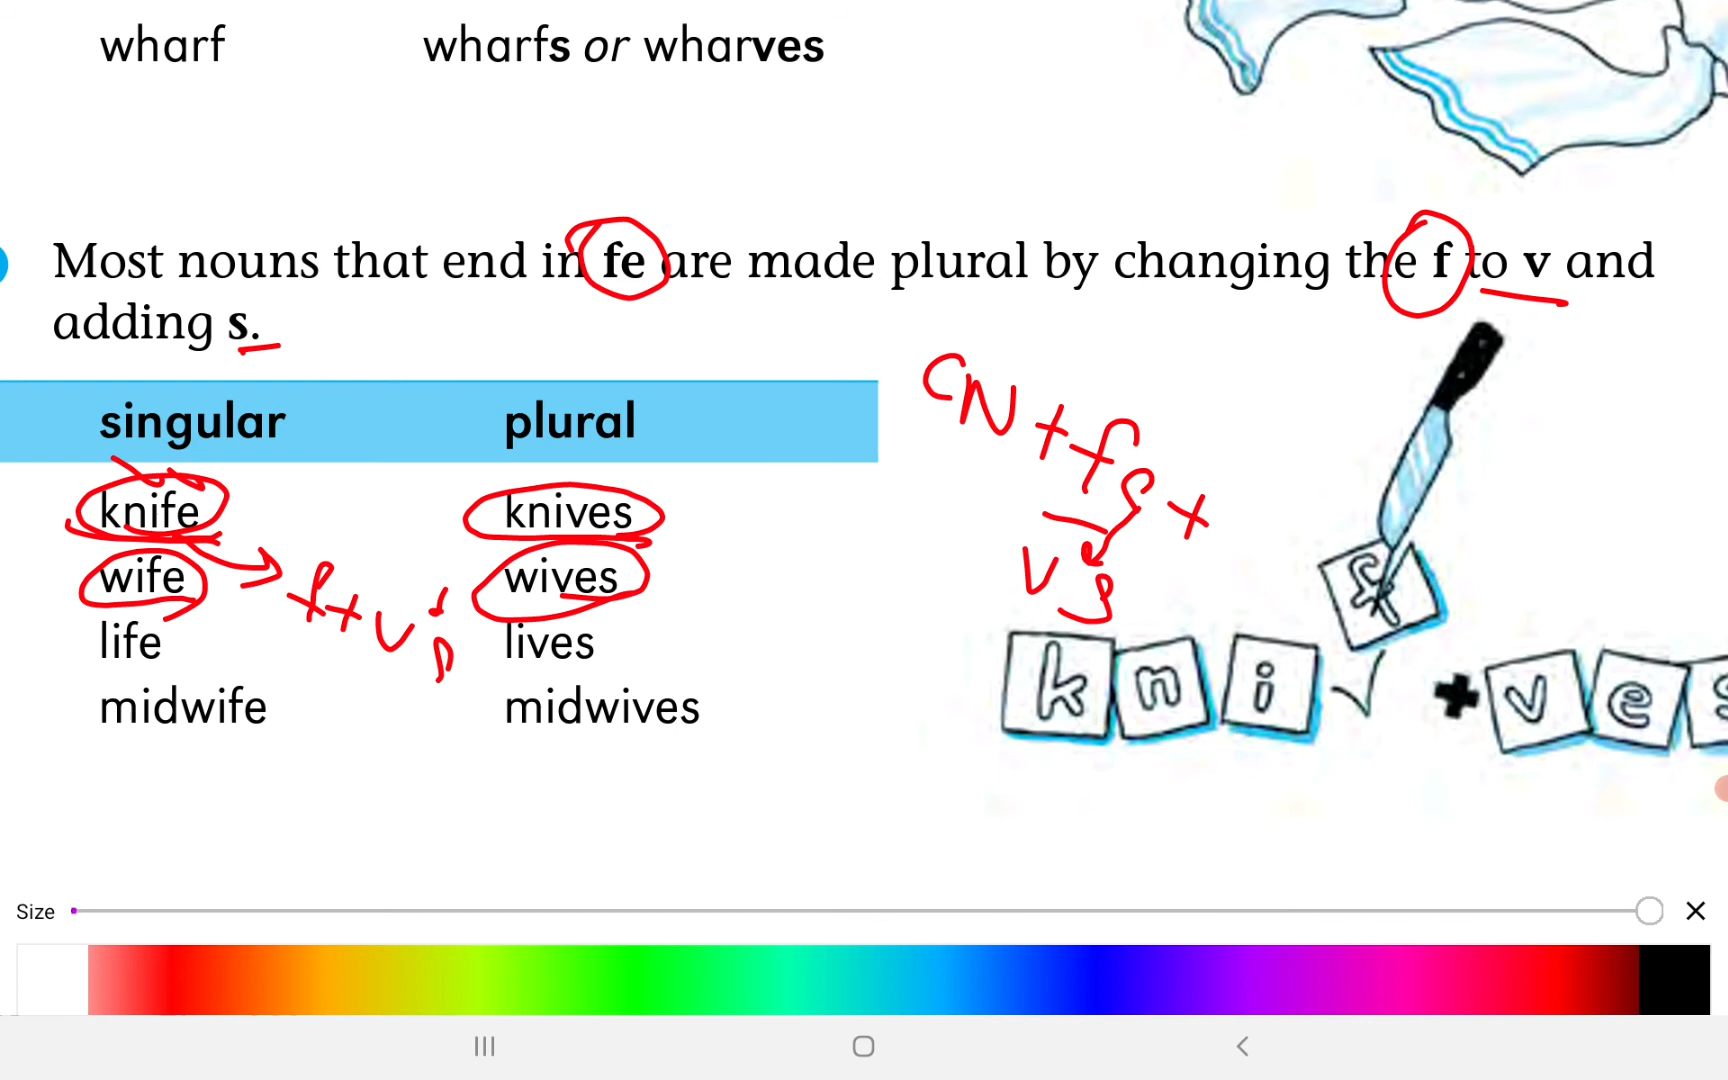 wharf wharfs or wharves
Most nouns that end in fe are made plural by changing the f to v and
adding s.
singular plural
knife knives
wife wives
life lives
midwife midwives
CN + f
+
f + v
v
f
k n i + v e s
Size